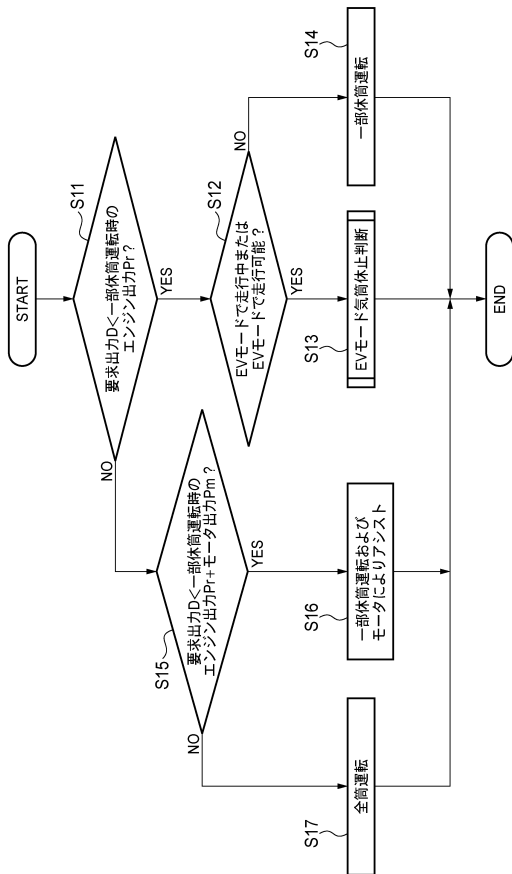 START
S11
要求出力D<一部休筒運転時の
エンジン出力Pr?
YES
NO
S12
EVモードで走行中または
EVモードで走行可能?
NO
YES
S13
EVモード気筒休止判断
S14
一部休筒運転
S15
要求出力D<一部休筒運転時の
エンジン出力Pr+モータ出力Pm?
YES
NO
S16
一部休筒運転および
モータによりアシスト
S17
全筒運転
END